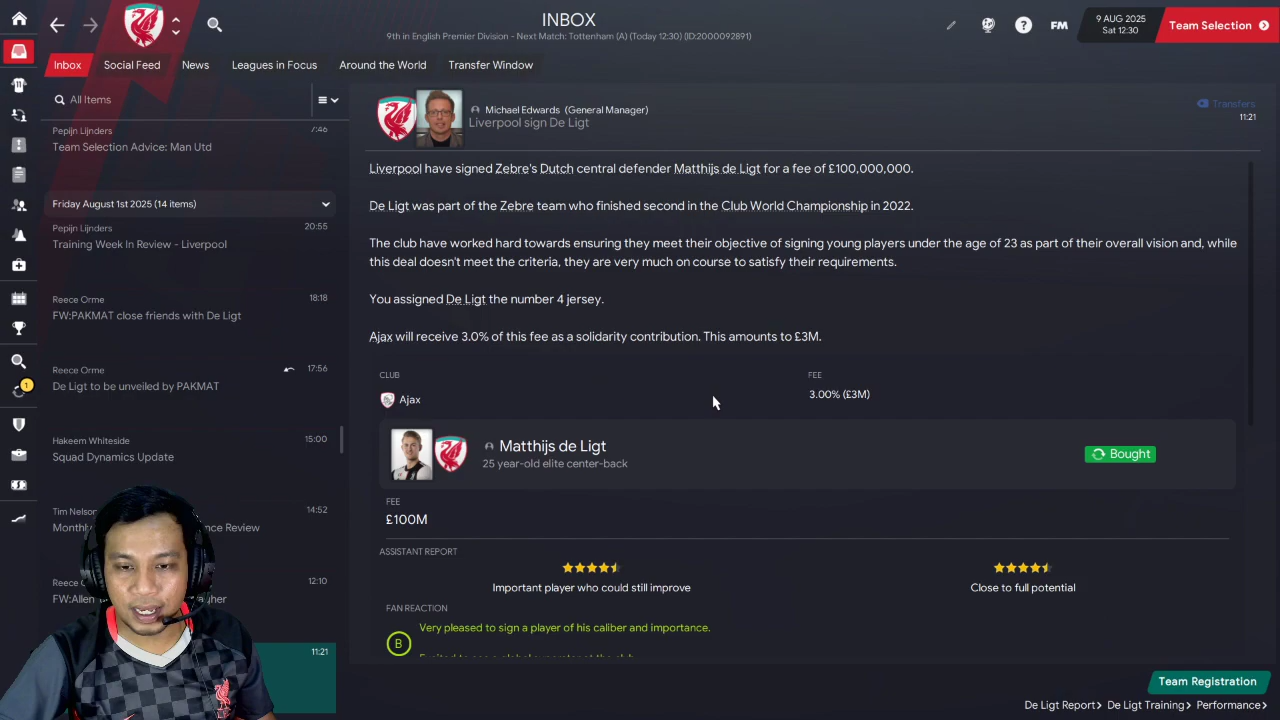 INBOX
9th in English Premier Division - Next Match: Tottenham (A) (Today 12:30) (ID:2000092891)
FM
9 AUG 2025
Sat 12:30
Team Selection
Inbox
Social Feed
News
Leagues in Focus
Around the World
Transfer Window
All Items
Pepijn Lijnders
7:46
Team Selection Advice: Man Utd
Friday August 1st 2025 (14 items)
Pepijn Lijnders
20:55
Training Week In Review - Liverpool
Reece Orme
18:18
FW:PAKMAT close friends with De Ligt
Reece Orme
17:56
De Ligt to be unveiled by PAKMAT
Hakeem Whiteside
15:00
Squad Dynamics Update
Tim Nelson
14:52
12:10
11:21
1
Michael Edwards (General Manager)
Liverpool sign De Ligt
Transfers
11:21
Liverpool have signed Zebre's Dutch central defender Matthijs de Ligt for a fee of £100,000,000.
De Ligt was part of the Zebre team who finished second in the Club World Championship in 2022.
The club have worked hard towards ensuring they meet their objective of signing young players under the age of 23 as part of their overall vision and, while
this deal doesn't meet the criteria, they are very much on course to satisfy their requirements.
You assigned De Ligt the number 4 jersey.
Ajax will receive 3.0% of this fee as a solidarity contribution. This amounts to £3M.
CLUB
FEE
Ajax
3.00% (£3M)
Matthijs de Ligt
25 year-old elite center-back
Bought
FEE
£100M
ASSISTANT REPORT
Important player who could still improve
Close to full potential
FAN REACTION
B
Very pleased to sign a player of his caliber and importance.
Team Registration
De Ligt Report>
De Ligt Training>
Performance>